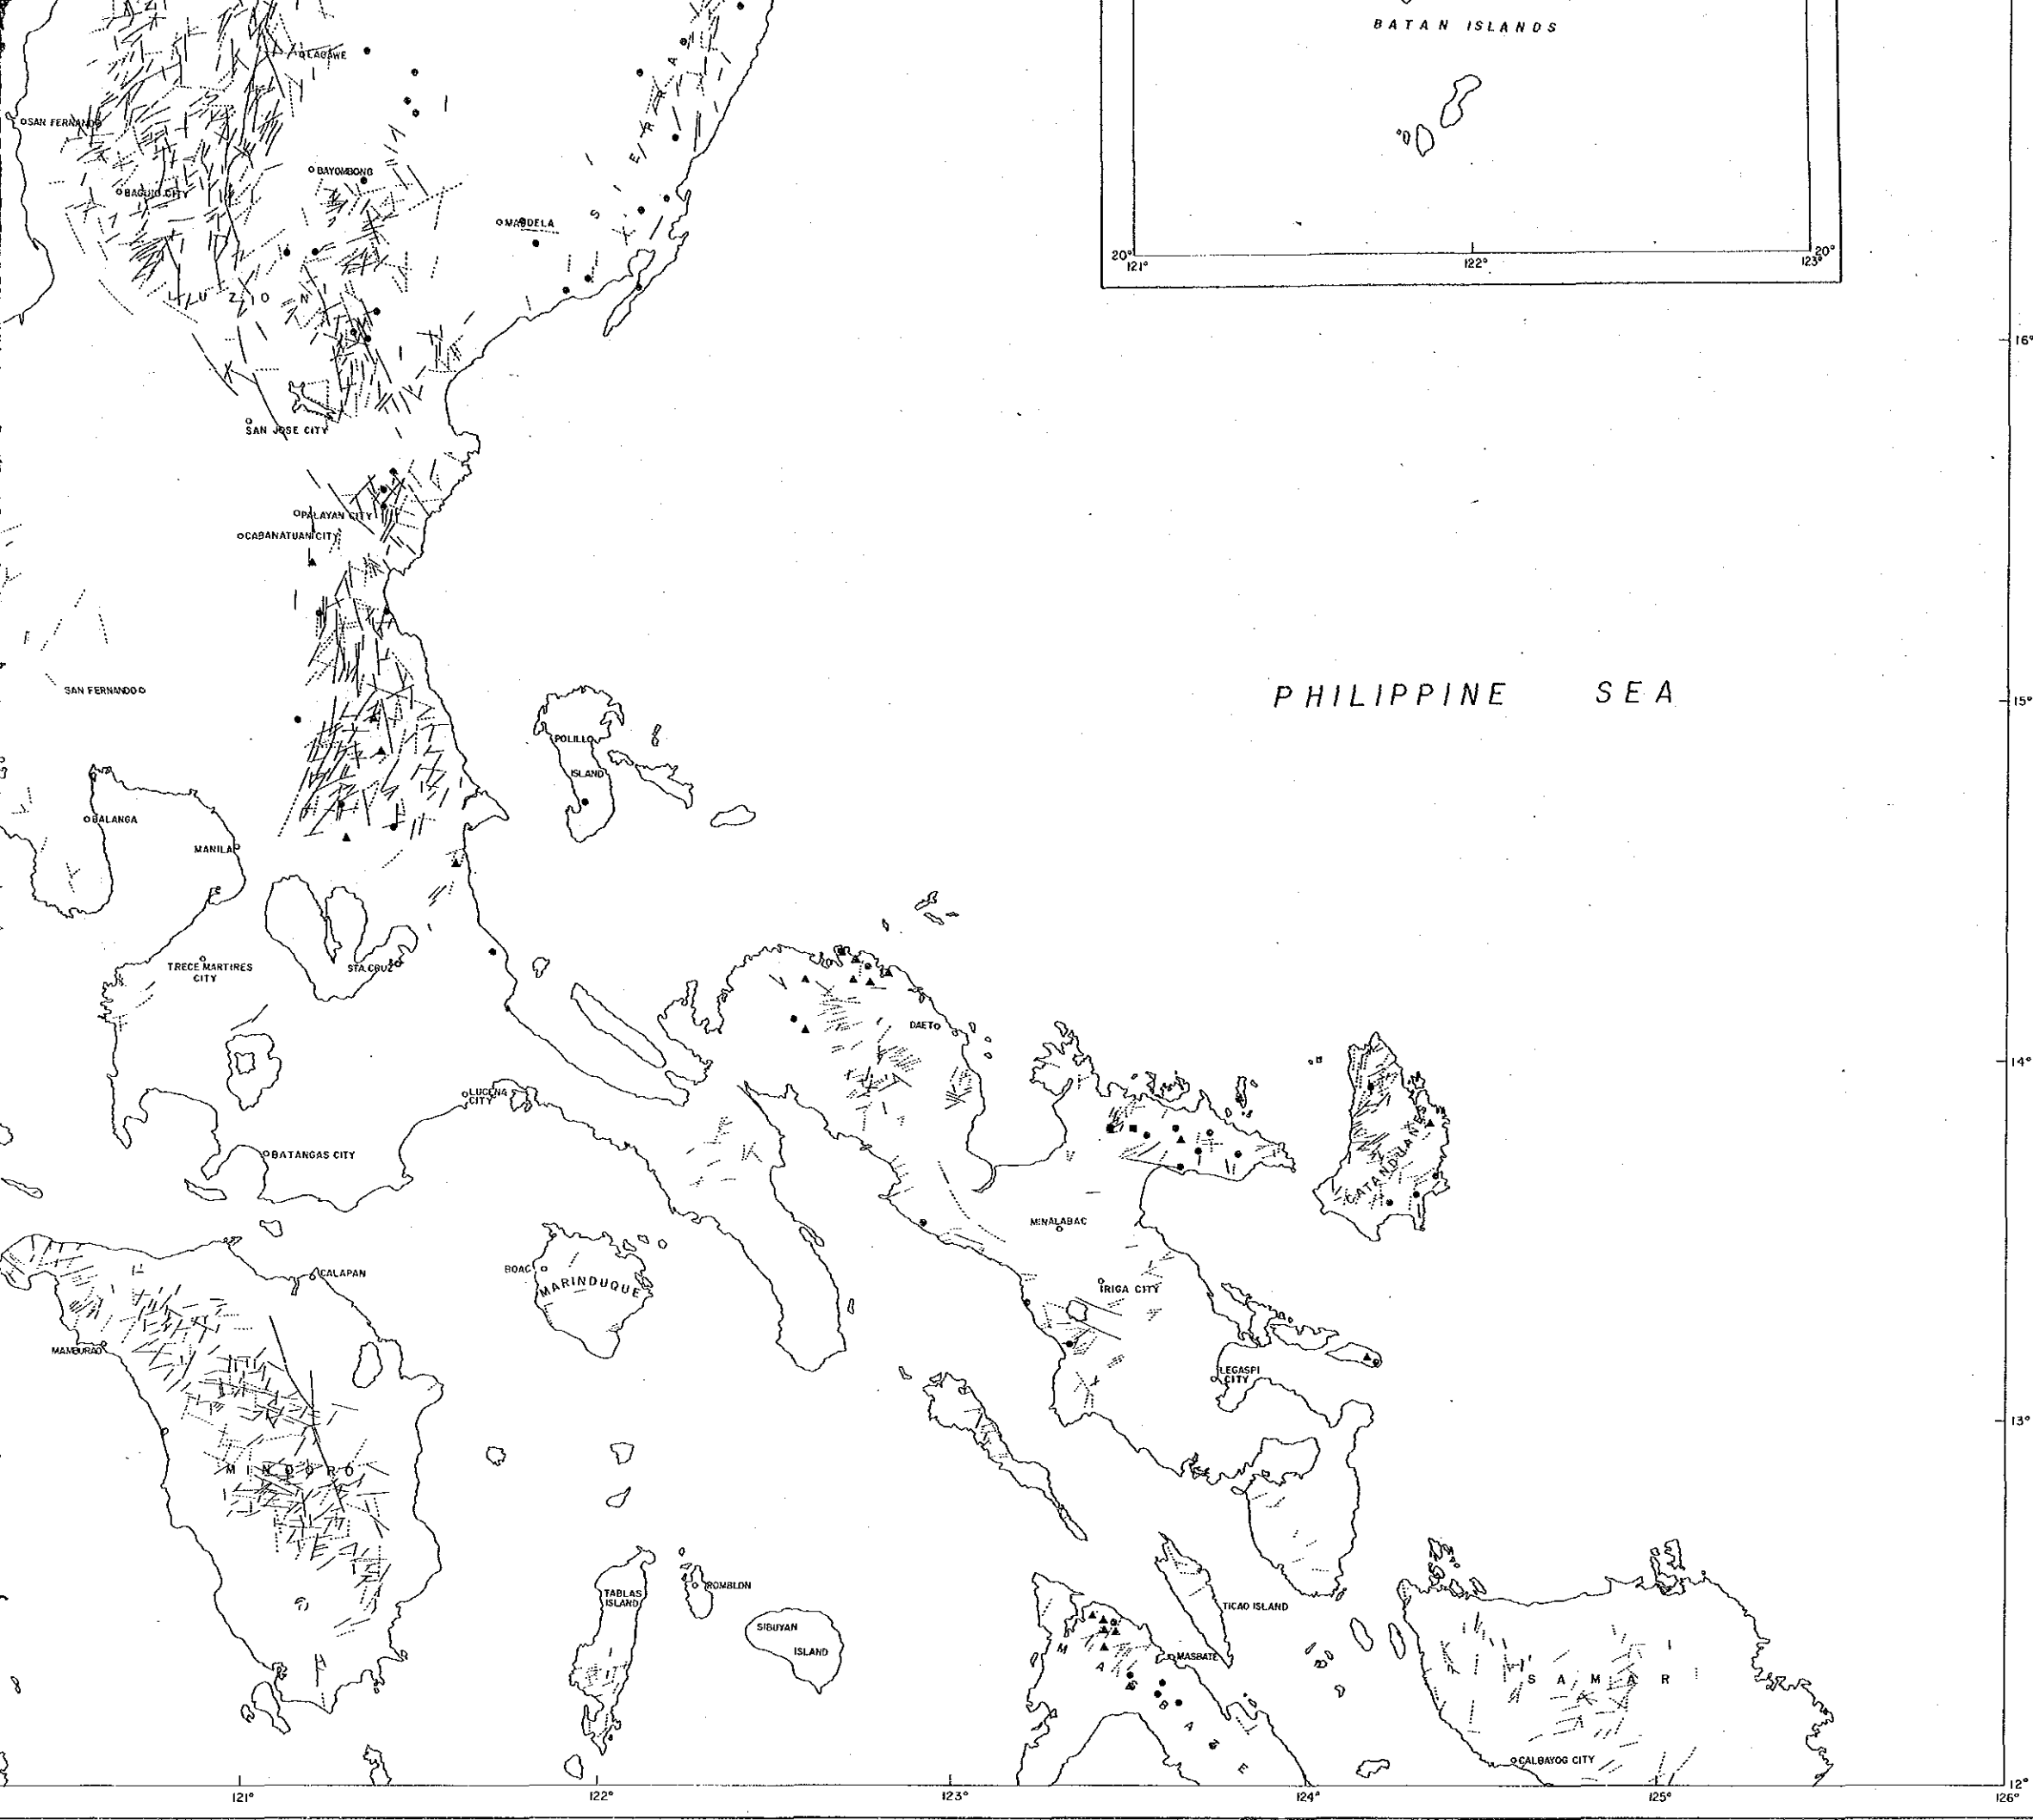 BATAN ISLANDS
LAGAWE
SAN FERNANDO
BAYOMBONG
BAGUIO CITY
MADDELA
SIERRA
20°
20°
121°
122°
123°
LUZON
16°
SAN JOSE CITY
PALAYAN CITY
CABANATUAN CITY
SAN FERNANDO
PHILIPPINE SEA
15°
POLILLO
ISLAND
BALANGA
MANILA
TRECE MARTIRES
CITY
STA. CRUZ
DAET
14°
LUCENA
CITY
BATANGAS CITY
CATANDUANES
MINALABAC
CALAPAN
BOAC
MARINDUQUE
IRIGA CITY
MAMBURAO
LEGASPI
CITY
13°
MINDORO
TABLAS
ISLAND
ROMBLON
SIBUYAN
ISLAND
TICAO ISLAND
MASBATE
MASBATE
SAMAR
CALBAYOG CITY
12°
121°
122°
123°
124°
125°
126°